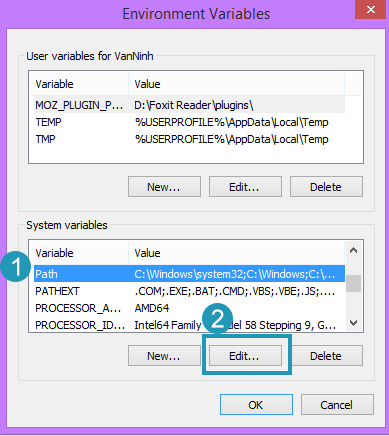 Environment Variables
User variables for VanNinh
Variable Value
MOZ_PLUGIN_P... D:\Foxit Reader\plugins\
TEMP %USERPROFILE%\AppData\Local\Temp
TMP %USERPROFILE%\AppData\Local\Temp
New... Edit... Delete
System variables
Variable Value
1 Path C:\Windows\system32;C:\Windows;C:\...
PATHEXT .COM;.EXE;.BAT;.CMD;.VBS;.VBE;.JS;....
PROCESSOR_A... AMD64
PROCESSOR_ID... Intel64 Family del 58 Stepping 9, G...
2
New... Edit... Delete
OK Cancel